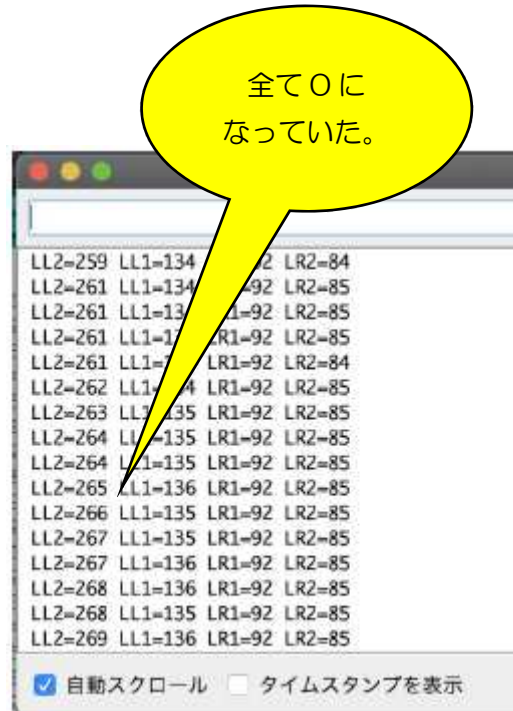 全て０に
なっていた。
LL2=259 LL1=134 LR2=84
LL2=261 LL1=134 LR2=85
LL2=261 LL1=13 LR2=85
LL2=261 LR1=92 LR2=85
LL2=261 LR1=92 LR2=84
LL2=262 LR1=92 LR2=85
LL2=263 LL1=135 LR1=92 LR2=85
LL2=264 LR1=92 LR2=85
LL2=264 LL1=135 LR1=92 LR2=85
LL2=265 LL1=136 LR1=92 LR2=85
LL2=266 LL1=135 LR1=92 LR2=85
LL2=267 LL1=135 LR1=92 LR2=85
LL2=267 LL1=136 LR1=92 LR2=85
LL2=268 LL1=136 LR1=92 LR2=85
LL2=268 LL1=135 LR1=92 LR2=85
LL2=269 LL1=136 LR1=92 LR2=85
自動スクロール タイムスタンプを表示